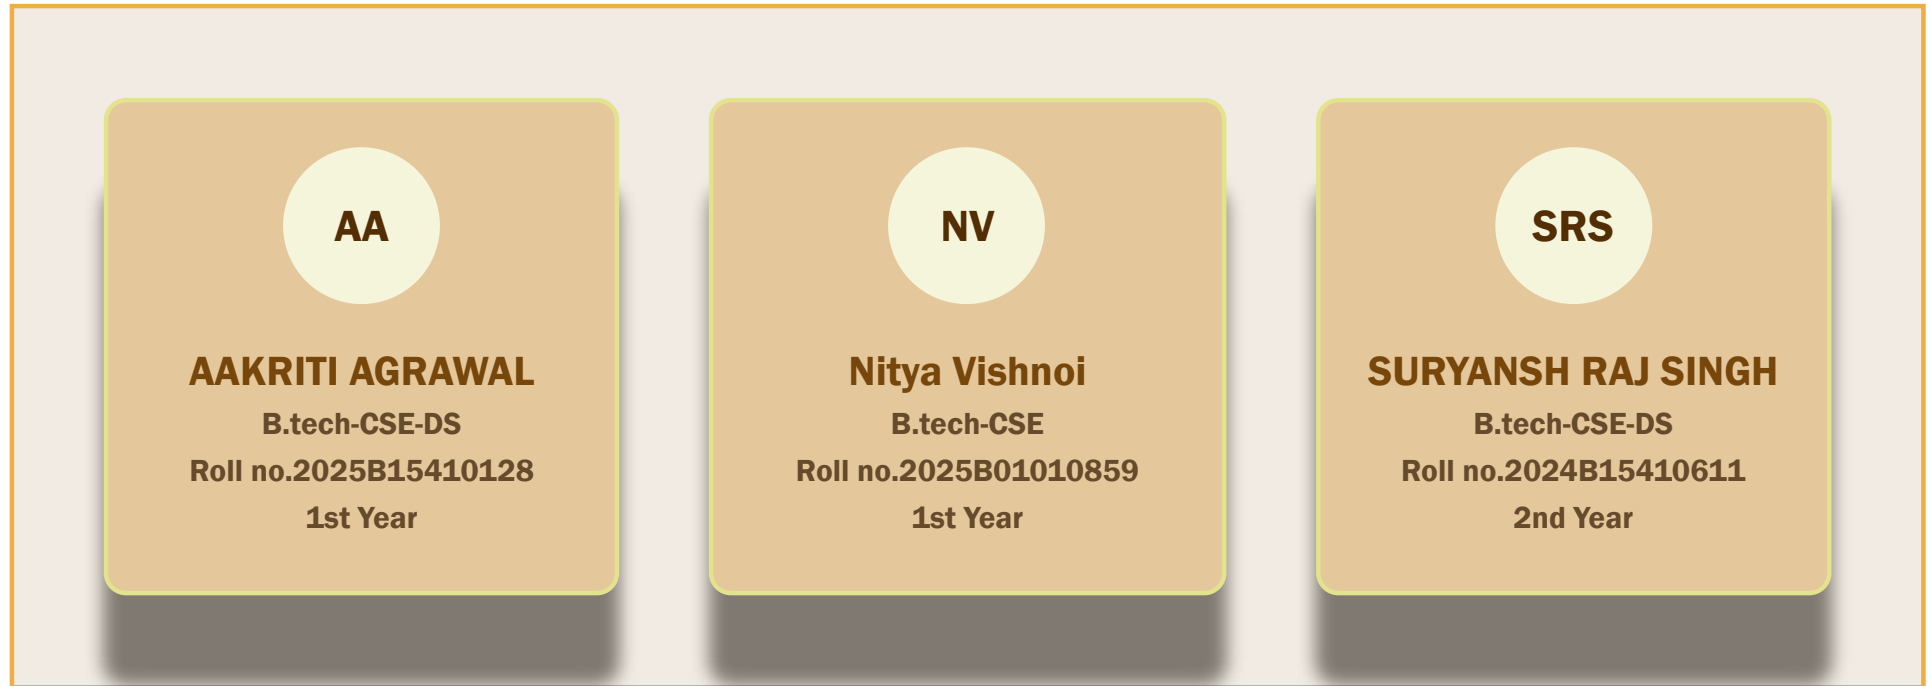 AA
AAKRITI AGRAWAL
B.tech-CSE-DS
Roll no.2025B15410128
1st Year
NV
Nitya Vishnoi
B.tech-CSE
Roll no.2025B01010859
1st Year
SRS
SURYANSH RAJ SINGH
B.tech-CSE-DS
Roll no.2024B15410611
2nd Year